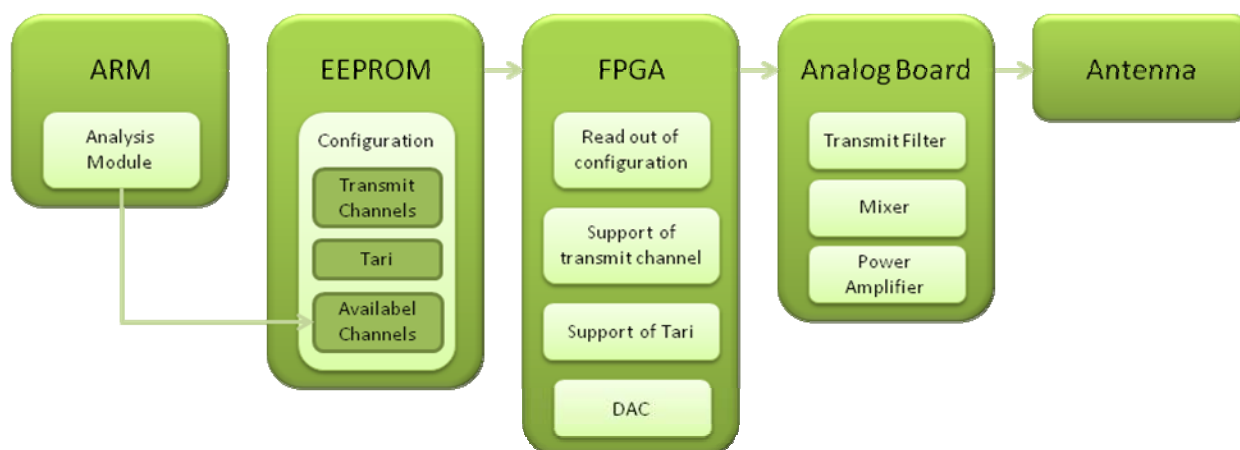 ARM
Analysis
Module
EEPROM
Configuration
Transmit
Channels
Tari
Availabel
Channels
FPGA
Read out of
configuration
Support of
transmit channel
Support of Tari
DAC
Analog Board
Transmit Filter
Mixer
Power
Amplifier
Antenna